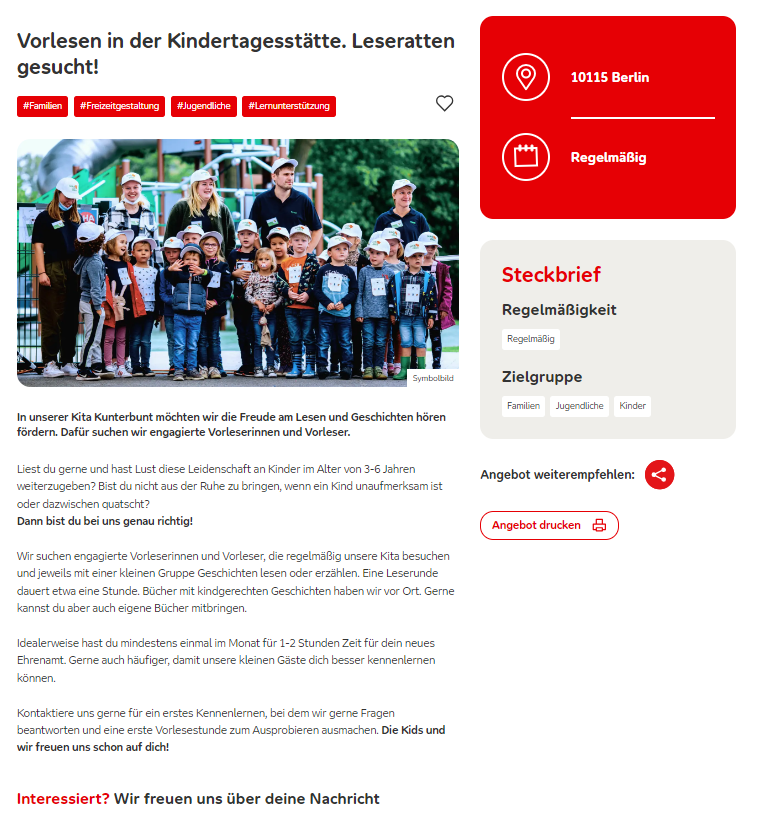 Vorlesen in der Kindertagesstätte. Leseratten
gesucht!
#Familien #Freizeitgestaltung #Jugendliche #Lernunterstützung
HA
Symbolbild
In unserer Kita Kunterbunt möchten wir die Freude am Lesen und Geschichten hören
fördern. Dafür suchen wir engagierte Vorleserinnen und Vorleser.
Liest du gerne und hast Lust diese Leidenschaft an Kinder im Alter von 3-6 Jahren
weiterzugeben? Bist du nicht aus der Ruhe zu bringen, wenn ein Kind unaufmerksam ist
oder dazwischen quatscht?
Dann bist du bei uns genau richtig!
Wir suchen engagierte Vorleserinnen und Vorleser, die regelmäßig unsere Kita besuchen
und jeweils mit einer kleinen Gruppe Geschichten lesen oder erzählen. Eine Leserunde
dauert etwa eine Stunde. Bücher mit kindgerechten Geschichten haben wir vor Ort. Gerne
kannst du aber auch eigene Bücher mitbringen.
Idealerweise hast du mindestens einmal im Monat für 1-2 Stunden Zeit für dein neues
Ehrenamt. Gerne auch häufiger, damit unsere kleinen Gäste dich besser kennenlernen
können.
Kontaktiere uns gerne für ein erstes Kennenlernen, bei dem wir gerne Fragen
beantworten und eine erste Vorlesestunde zum Ausprobieren ausmachen. Die Kids und
wir freuen uns schon auf dich!
Interessiert? Wir freuen uns über deine Nachricht
10115 Berlin
Regelmäßig
Steckbrief
Regelmäßigkeit
Regelmäßig
Zielgruppe
Familien Jugendliche Kinder
Angebot weiterempfehlen:
Angebot drucken